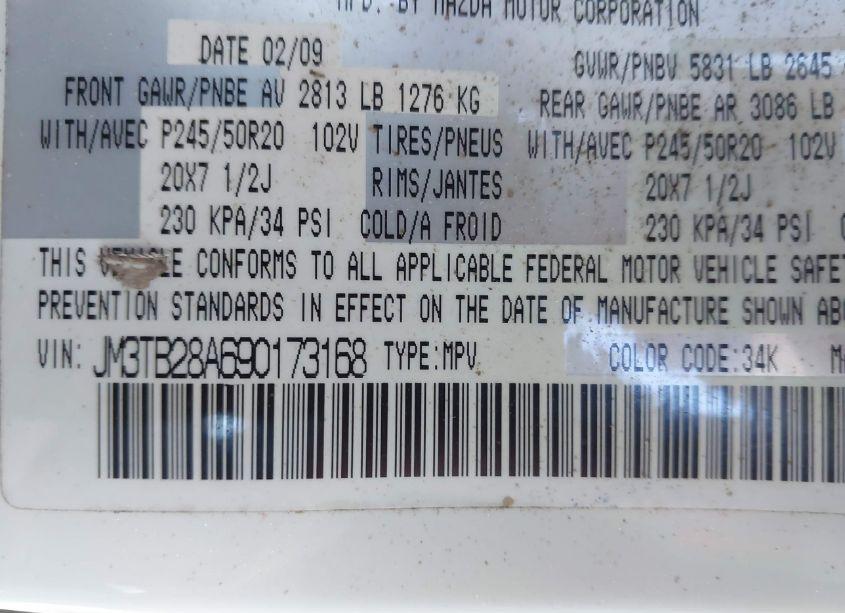 MFD. BY MAZDA MOTOR CORPORATION
DATE 02/09 GVWR/PNBV 5831 LB 2645
FRONT GAWR/PNBE AV 2813 LB 1276 KG REAR GAWR/PNBE AR 3086 LB
WITH/AVEC P245/50R20 102V TIRES/PNEUS WITH/AVEC P245/50R20 102V
20X7 1/2J RIMS/JANTES 20X7 1/2J
230 KPA/34 PSI COLD/A FROID 230 KPA/34 PSI
THIS VEHICLE CONFORMS TO ALL APPLICABLE FEDERAL MOTOR VEHICLE SAFET
PREVENTION STANDARDS IN EFFECT ON THE DATE OF MANUFACTURE SHOWN ABO
VIN: JM3TB28A690173168 TYPE:MPV COLOR CODE:34K